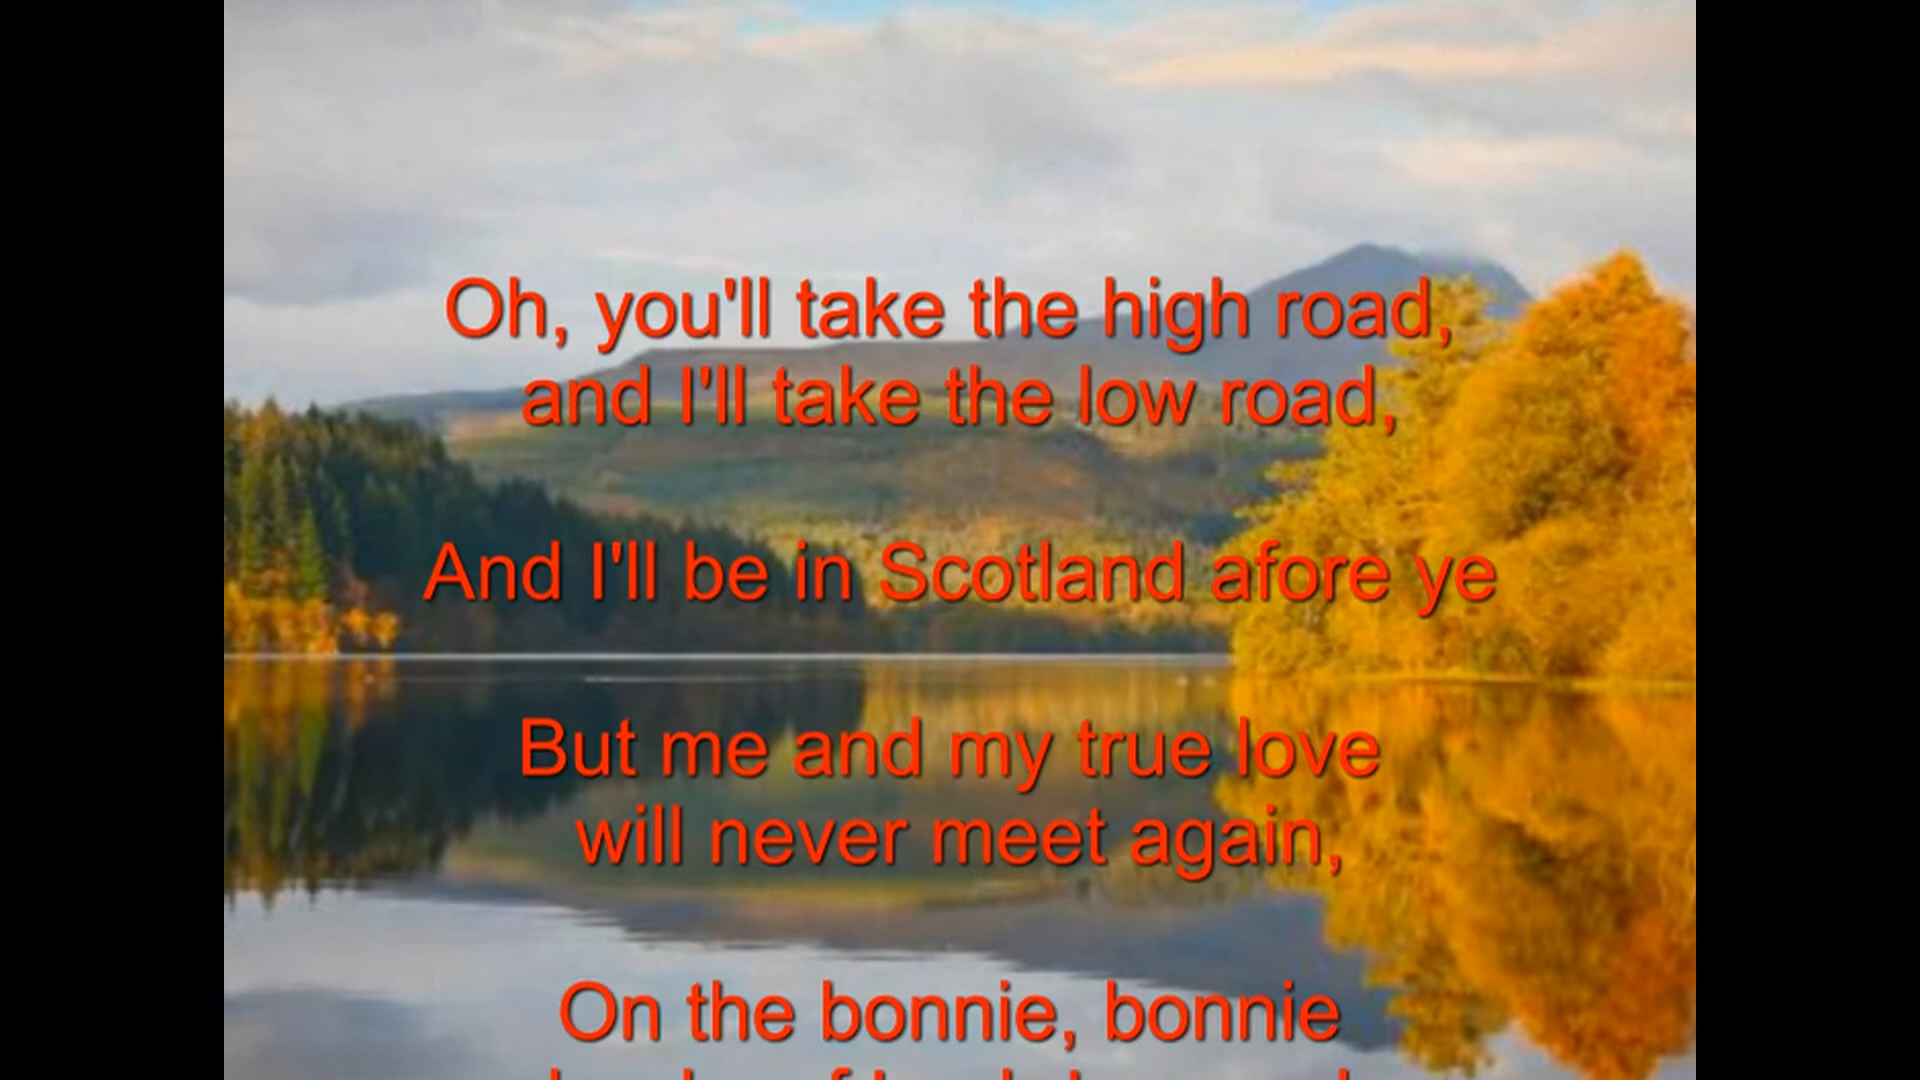 Oh, you'll take the high road,
and I'll take the low road,
And I'll be in Scotland afore ye
But me and my true love
will never meet again,
On the bonnie, bonnie